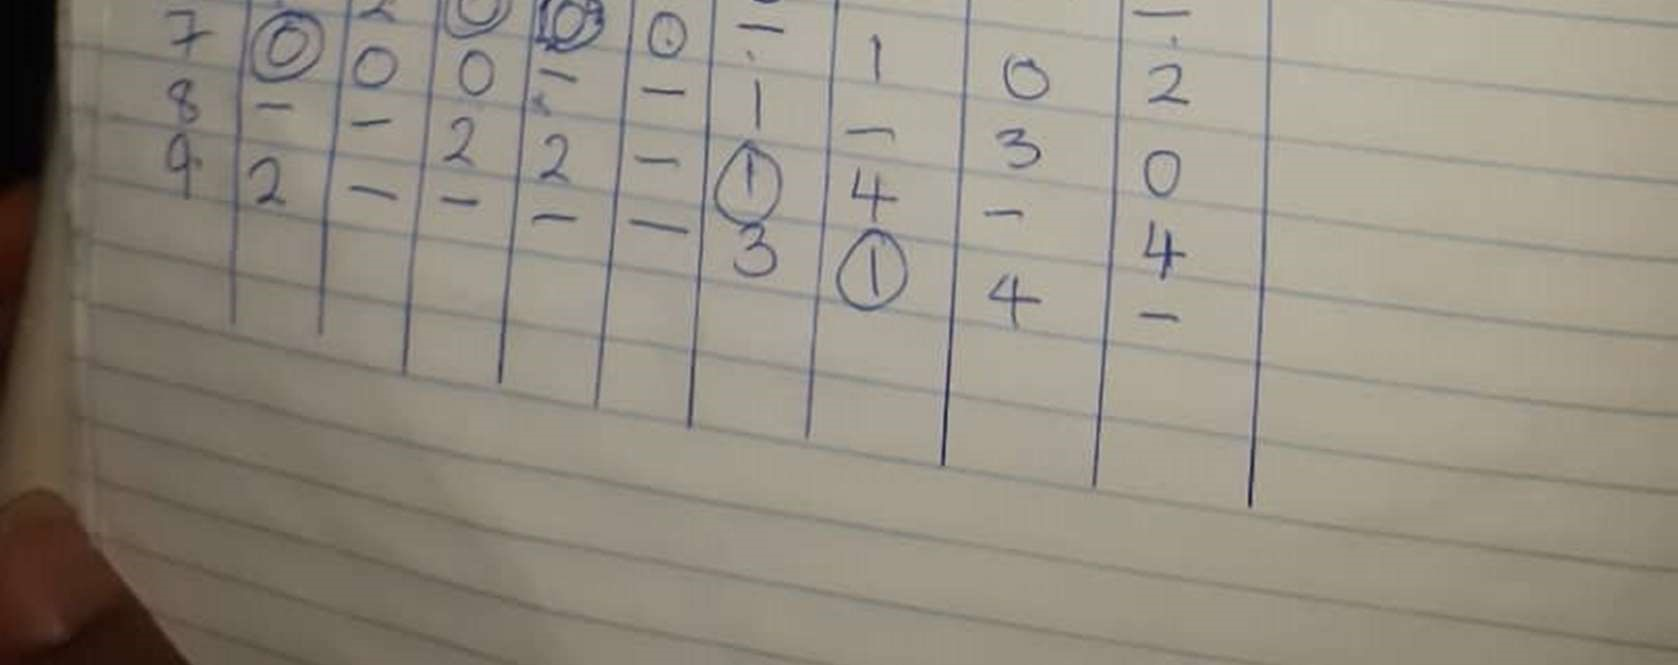 —
2 0 0 0 – 1 0 2
7 0 0 0 – – 1 – 3 0
8 – – 2 2 – 1 4 – 4
9 2 – – – – 3 1 4 –